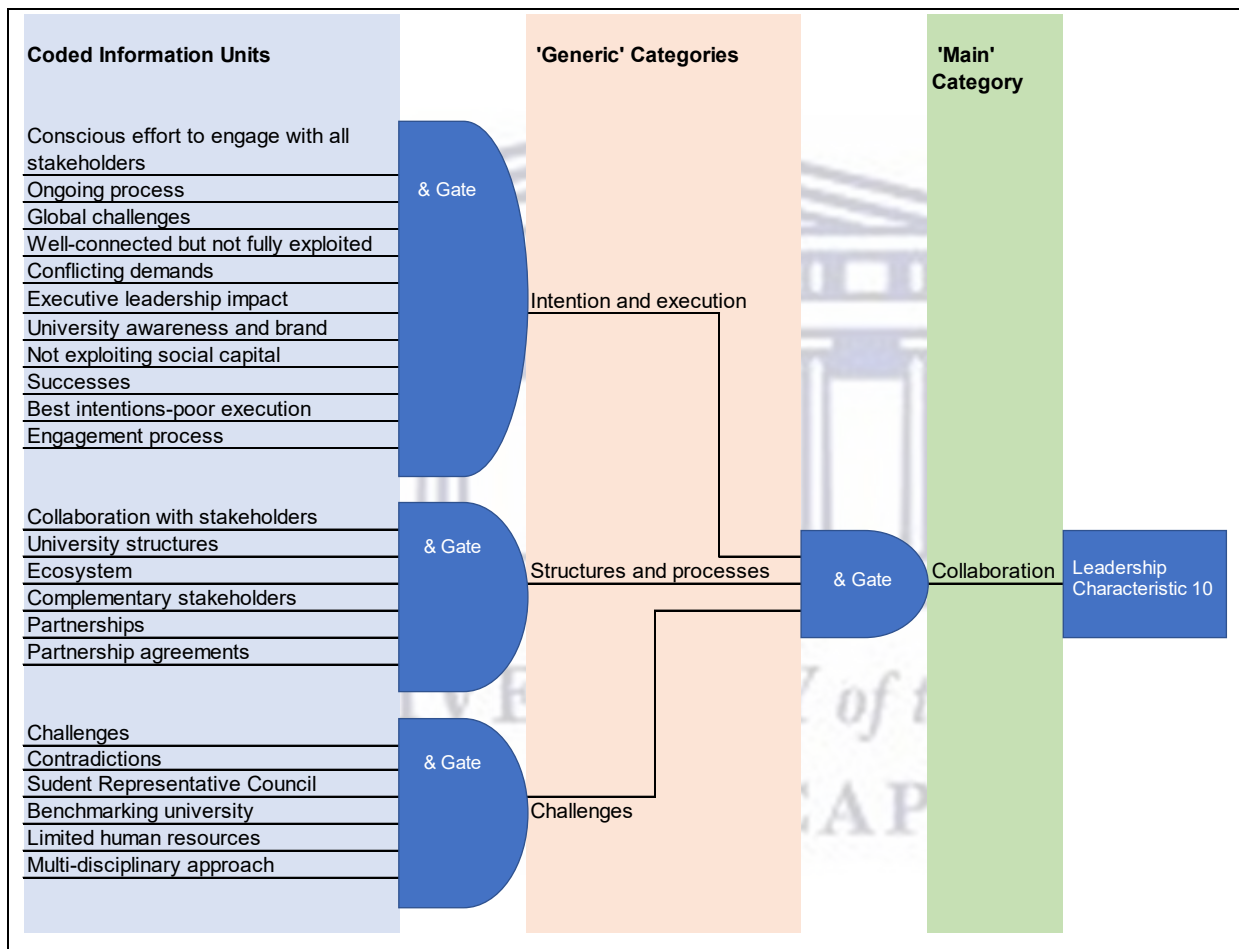 Coded Information Units
'Generic' Categories
'Main'
Category
Conscious effort to engage with all
stakeholders
Ongoing process
Global challenges
Well-connected but not fully exploited
Conflicting demands
Executive leadership impact
University awareness and brand
Not exploiting social capital
Successes
Best intentions-poor execution
Engagement process
& Gate
Intention and execution
Collaboration with stakeholders
University structures
Ecosystem
Complementary stakeholders
Partnerships
Partnership agreements
& Gate
Structures and processes
& Gate
Collaboration
Leadership
Characteristic 10
Challenges
Contradictions
Sudent Representative Council
Benchmarking university
Limited human resources
Multi-disciplinary approach
& Gate
Challenges
of